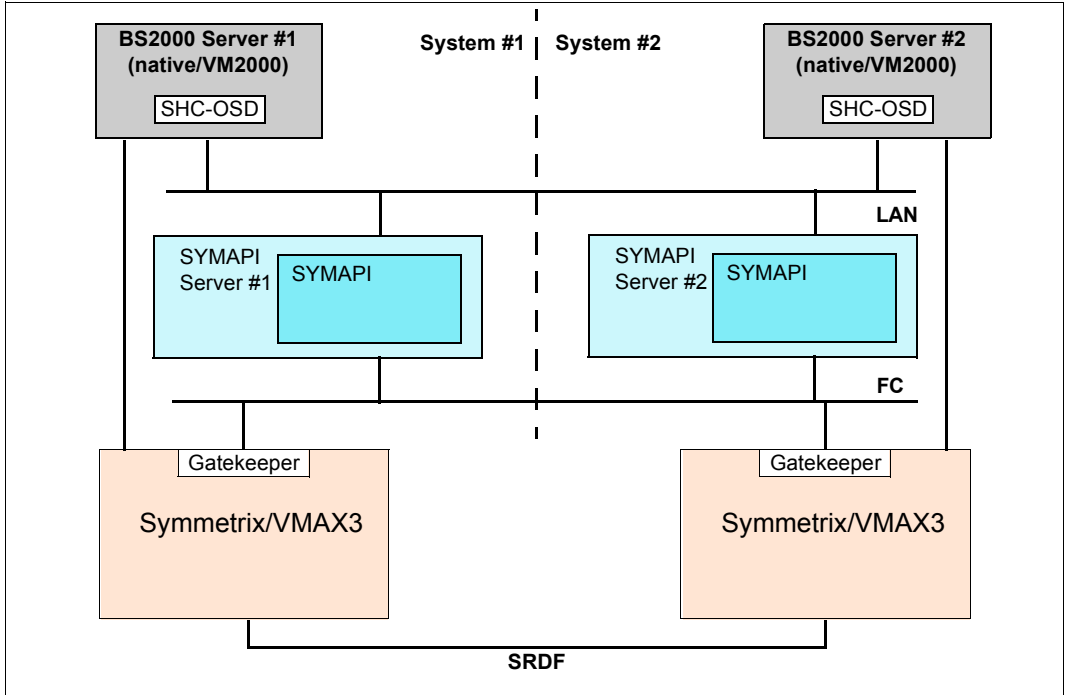 BS2000 Server #1
(native/VM2000)
SHC-OSD
System #1
System #2
BS2000 Server #2
(native/VM2000)
SHC-OSD
LAN
SYMAPI
Server #1
SYMAPI
SYMAPI
Server #2
SYMAPI
FC
Gatekeeper
Symmetrix/VMAX3
Gatekeeper
Symmetrix/VMAX3
SRDF